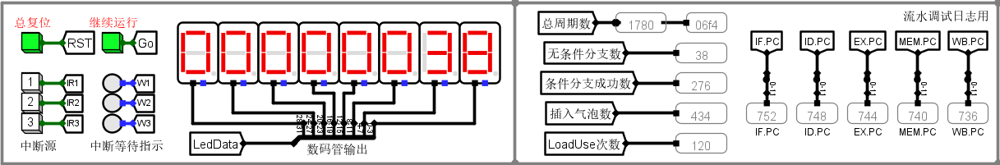 总复位
继续运行
RST
Go
1
IR1
W1
2
IR2
W2
3
IR3
W3
中断源
中断等待指示
000000
28-31
24-27
20-23
16-19
12-15
8-11
4-7
0-3
LedData
数码管输出
总周期数
1780
06f4
无条件分支数
38
条件分支成功数
276
插入气泡数
434
LoadUse次数
120
流水调试日志用
IF.PC
ID.PC
EX.PC
MEM.PC
WB.PC
0-11
0-11
0-11
0-11
0-11
752
748
744
740
736
IF.PC
ID.PC
EX.PC
MEM.PC
WB.PC